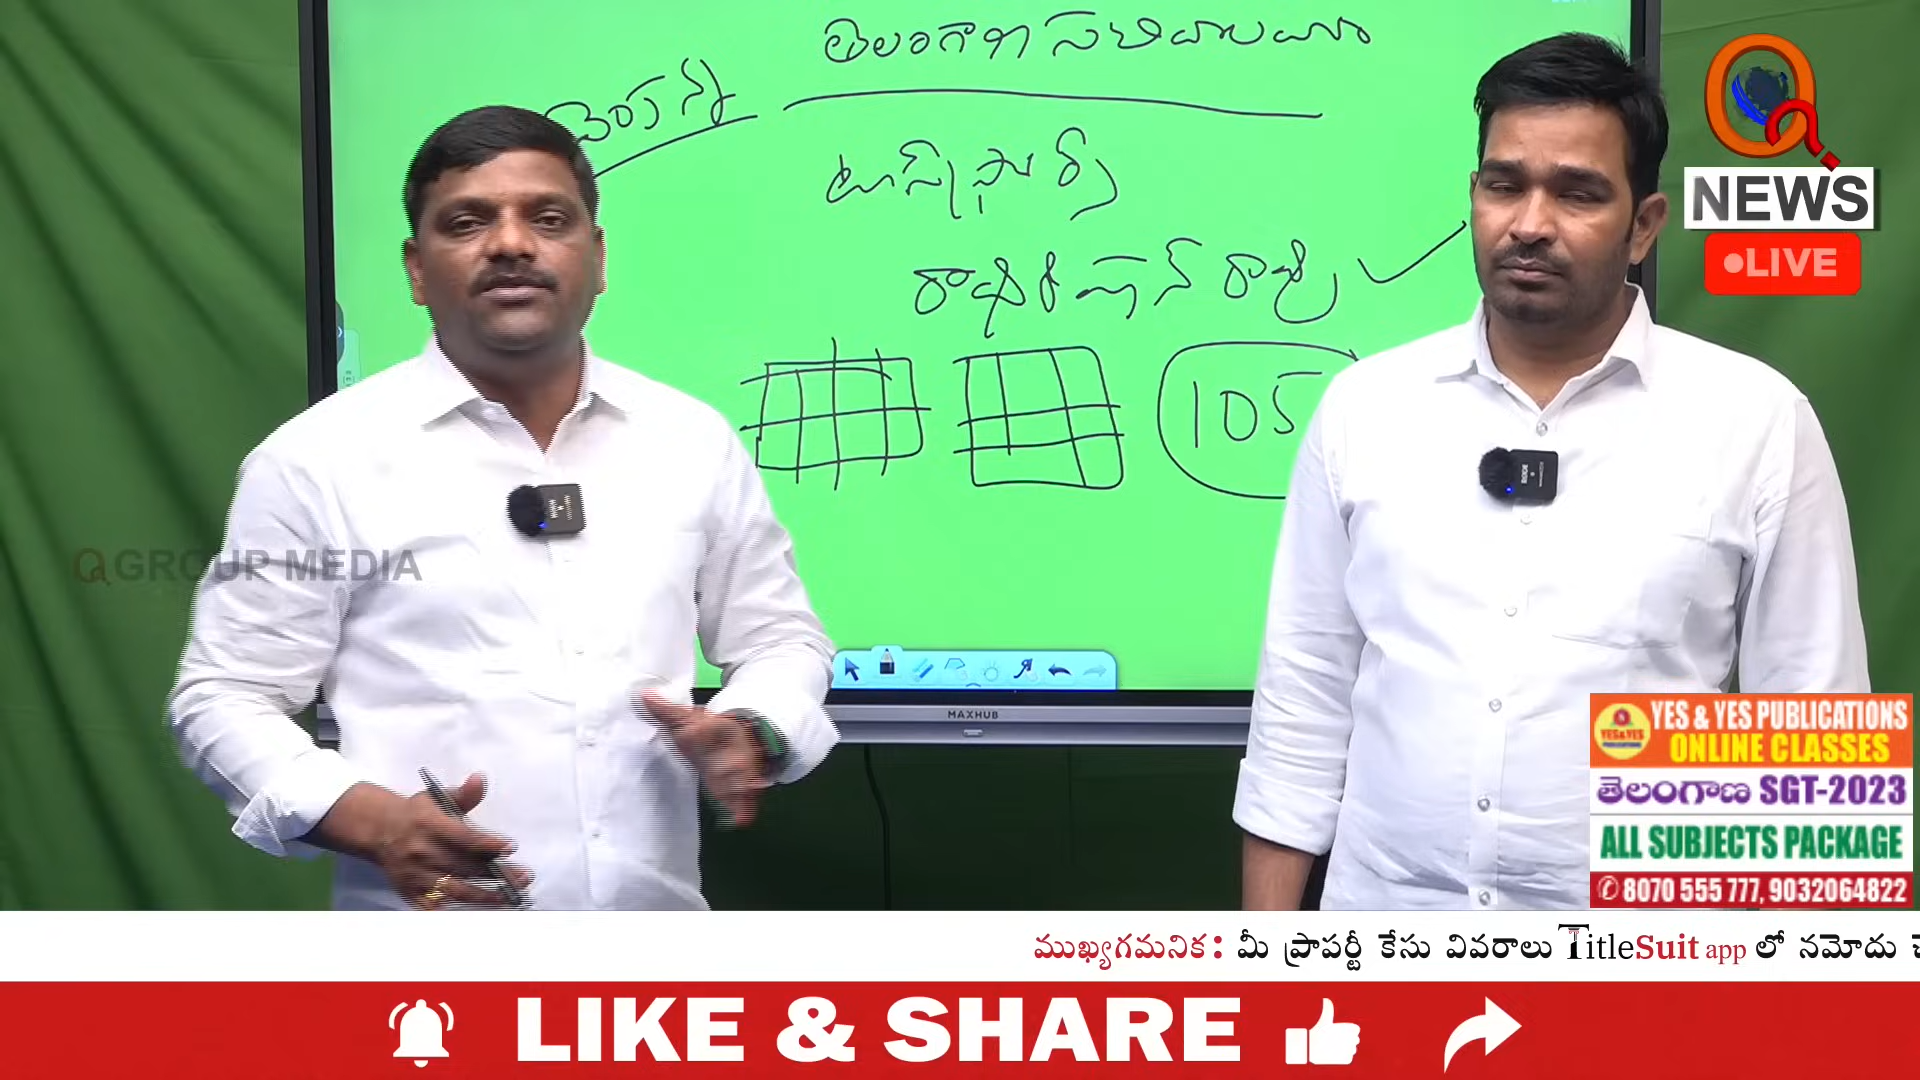 తెలంగాణ సచివాలయం
టాస్క్ ఫోర్స్
రాధాకిషన్ రావు
105
Q
NEWS
LIVE
Q GROUP MEDIA
MAXHUB
YES & YES PUBLICATIONS
ONLINE CLASSES
తెలంగాణ SGT-2023
ALL SUBJECTS PACKAGE
8070 555 777, 9032064822
ముఖ్యగమనిక: మీ ప్రాపర్టీ కేసు వివరాలు TitleSuit app లో నమోదు
LIKE & SHARE